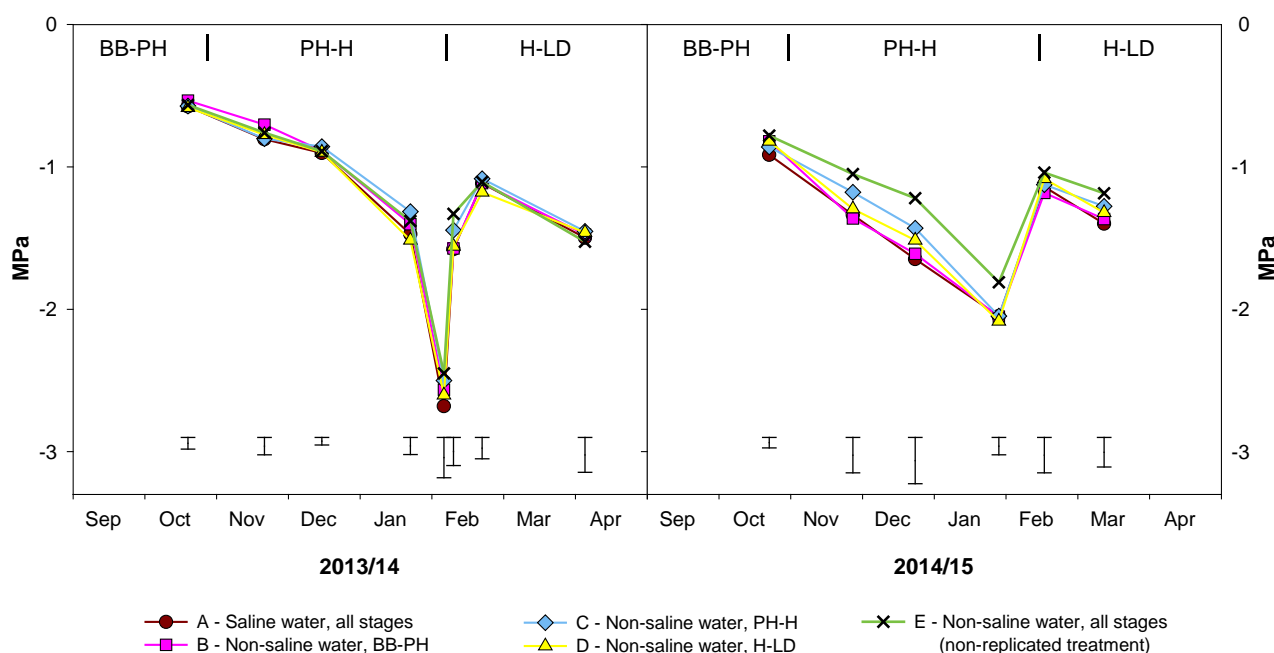 0
0
BB-PH
PH-H
H-LD
BB-PH
PH-H
H-LD
-1
-1
MPa
MPa
-2
-2
-3
-3
Sep Oct Nov Dec Jan Feb Mar Apr
Sep Oct Nov Dec Jan Feb Mar Apr
2013/14
2014/15
A - Saline water, all stages
B - Non-saline water, BB-PH
C - Non-saline water, PH-H
D - Non-saline water, H-LD
E - Non-saline water, all stages
(non-replicated treatment)